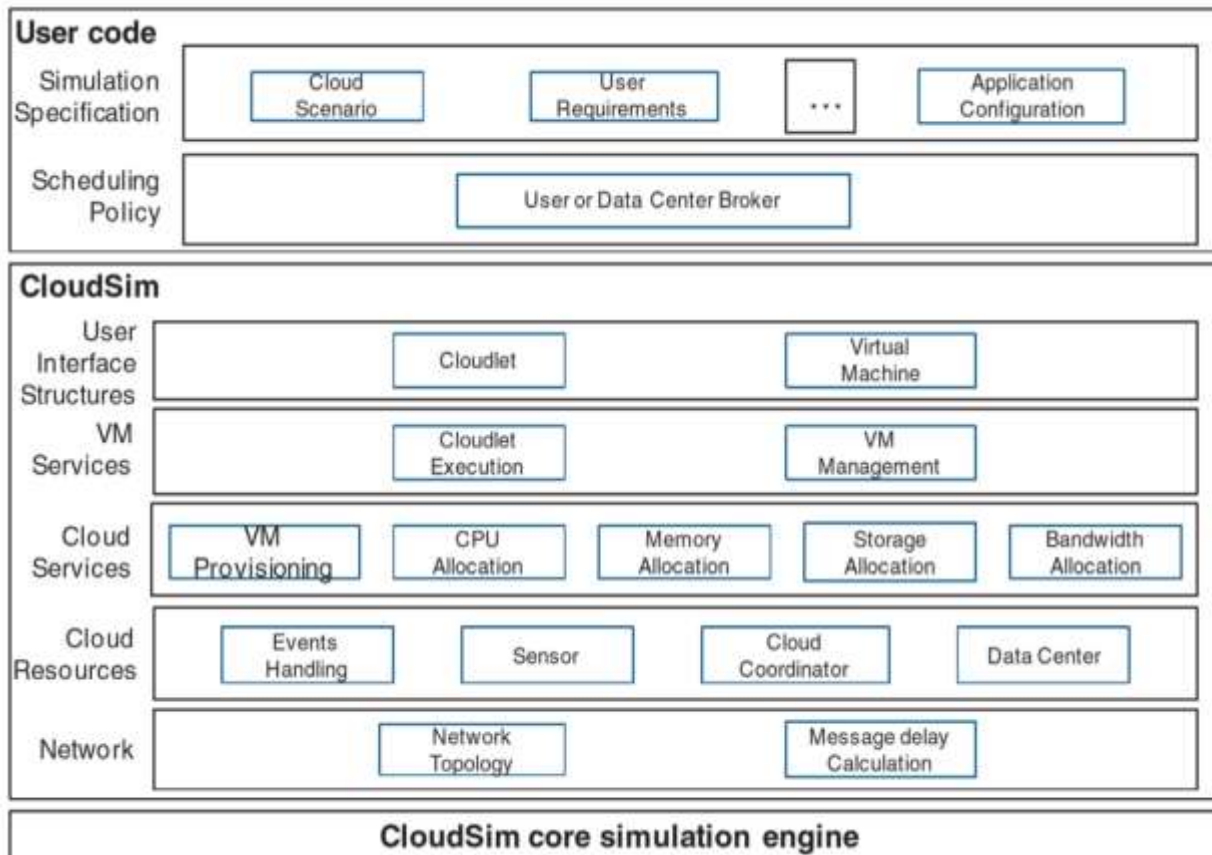 User code
Simulation
Specification
Cloud
Scenario
User
Requirements
...
Application
Configuration
Scheduling
Policy
User or Data Center Broker
CloudSim
User
Interface
Structures
Cloudlet
Virtual
Machine
VM
Services
Cloudlet
Execution
VM
Management
Cloud
Services
VM
Provisioning
CPU
Allocation
Memory
Allocation
Storage
Allocation
Bandwidth
Allocation
Cloud
Resources
Events
Handling
Sensor
Cloud
Coordinator
Data Center
Network
Network
Topology
Message delay
Calculation
CloudSim core simulation engine